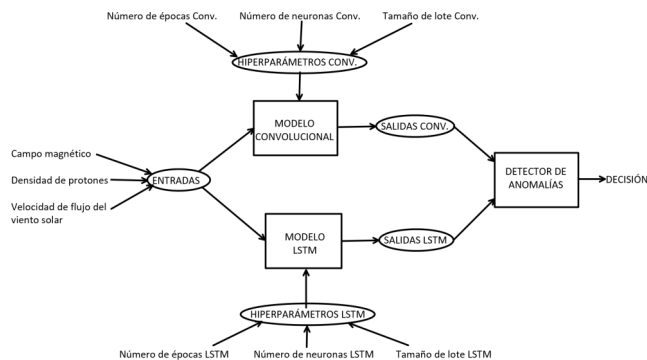 Número de épocas Conv.
Número de neuronas Conv.
Tamaño de lote Conv.
HIPERPARÁMETROS CONV.
MODELO
CONVOLUCIONAL
SALIDAS CONV.
Campo magnético
Densidad de protones
Velocidad de flujo del
viento solar
ENTRADAS
DETECTOR DE
ANOMALÍAS
DECISIÓN
MODELO
LSTM
SALIDAS LSTM
HIPERPARÁMETROS LSTM
Número de épocas LSTM
Número de neuronas LSTM
Tamaño de lote LSTM